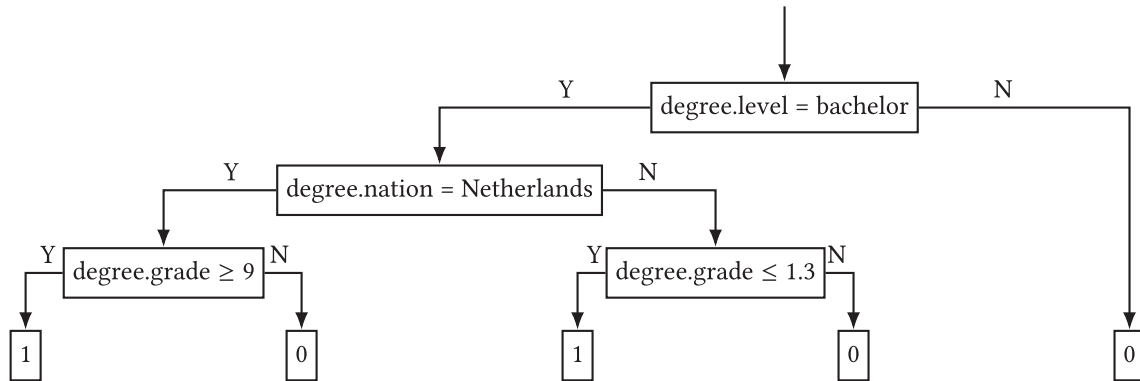 Y
degree.level = bachelor
N
Y
degree.nation = Netherlands
N
Y
degree.grade ≥ 9
N
Y
degree.grade ≤ 1.3
N
1
0
1
0
0